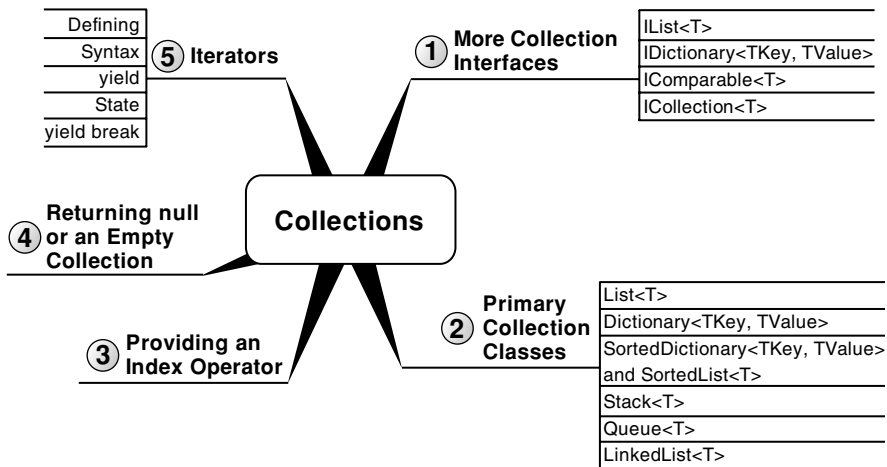 Collections
1 More Collection
Interfaces
IList<T>
IDictionary<TKey, TValue>
IComparable<T>
ICollection<T>
2 Primary
Collection
Classes
List<T>
Dictionary<TKey, TValue>
SortedDictionary<TKey, TValue>
and SortedList<T>
Stack<T>
Queue<T>
LinkedList<T>
3 Providing an
Index Operator
4 Returning null
or an Empty
Collection
5 Iterators
Defining
Syntax
yield
State
yield break